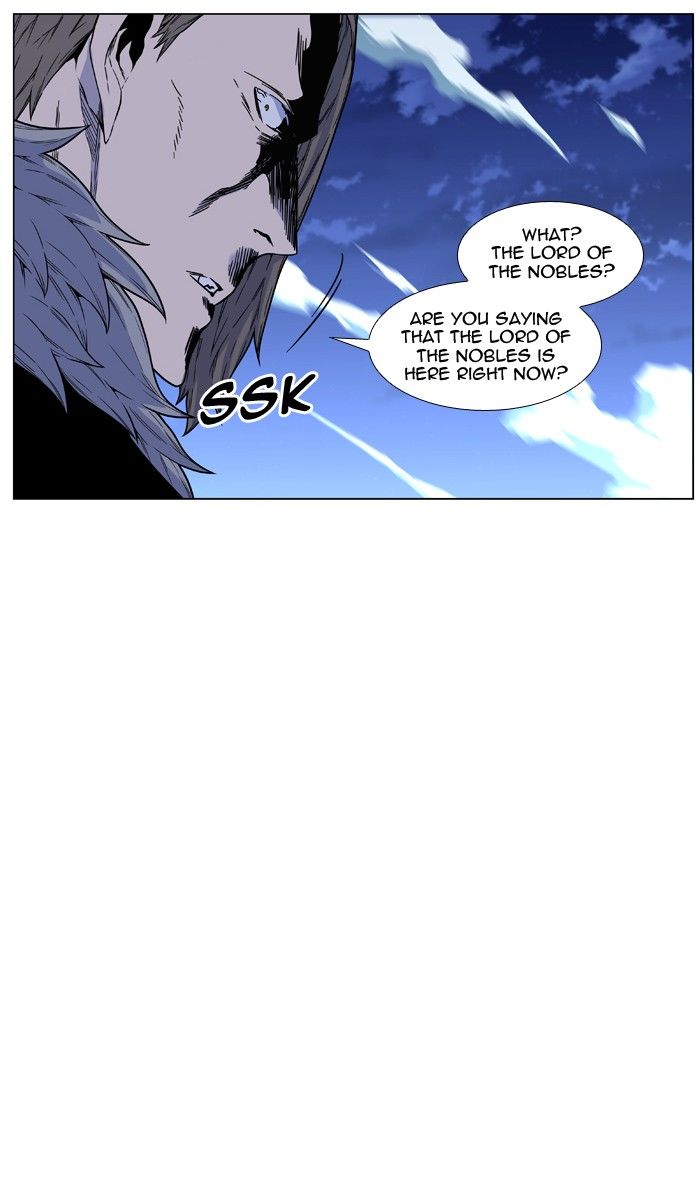 WHAT?
THE LORD OF
THE NOBLES?
ARE YOU SAYING
THAT THE LORD OF
THE NOBLES IS
HERE RIGHT NOW?
SSK